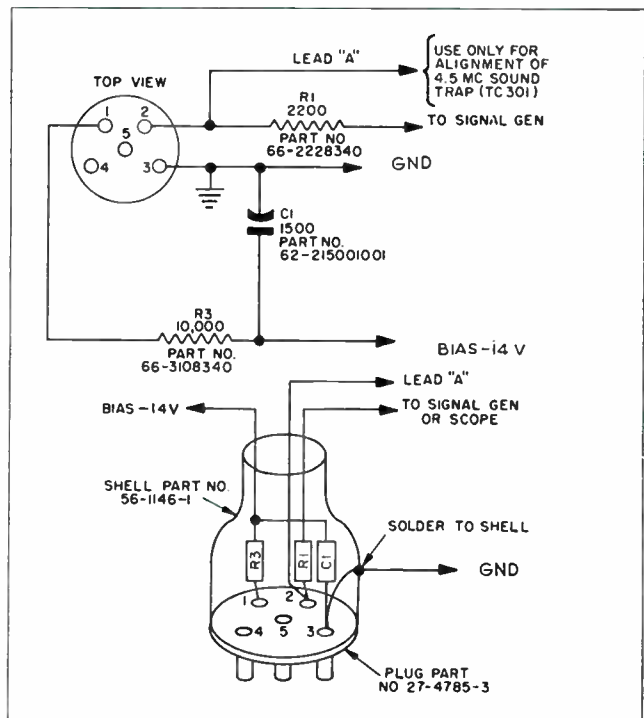 TOP VIEW
1
2
5
4
3
LEAD "A"
USE ONLY FOR
ALIGNMENT OF
4.5 MC SOUND
TRAP (TC 301)
R1
2200
PART NO
66-2228340
TO SIGNAL GEN
GND
C1
1500
PART NO.
62-215001001
R3
10,000
PART NO.
66-3108340
BIAS-14 V
LEAD "A"
BIAS-14V
TO SIGNAL GEN
OR SCOPE
SHELL PART NO.
56-1146-1
SOLDER TO SHELL
R3
R1
C1
GND
1
2
5
4
3
PLUG PART
NO 27-4785-3